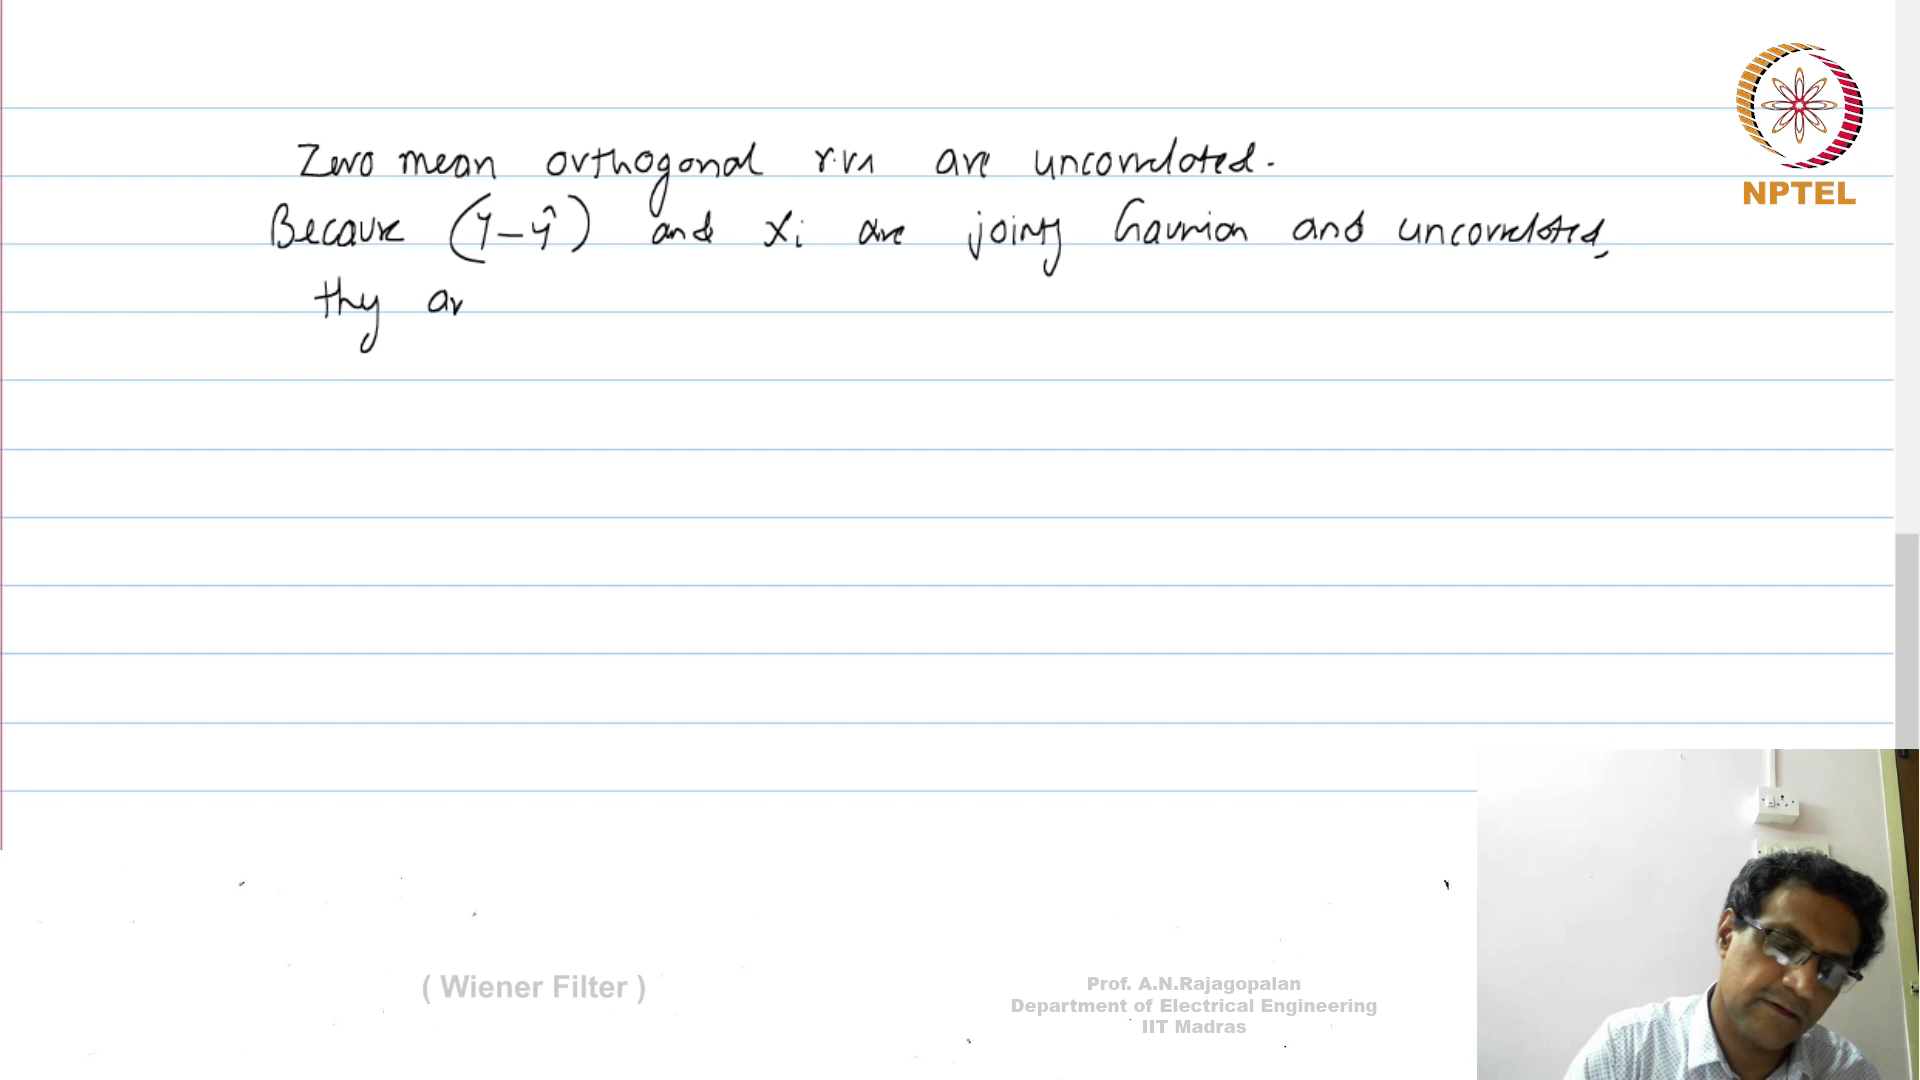 Zero mean orthogonal r.vs are uncorrelated.
Because (Y-Ŷ) and Xi are jointly Gaussian and uncorrelated,
they ar
NPTEL
( Wiener Filter )
Prof. A.N.Rajagopalan
Department of Electrical Engineering
IIT Madras